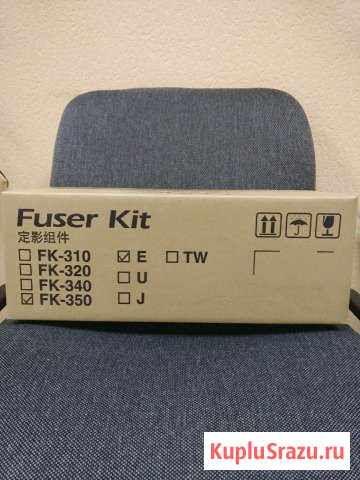 Fuser Kit
定影组件
FK-310
FK-320
FK-340
FK-350
E
U
J
TW
KupluSrazu.ru